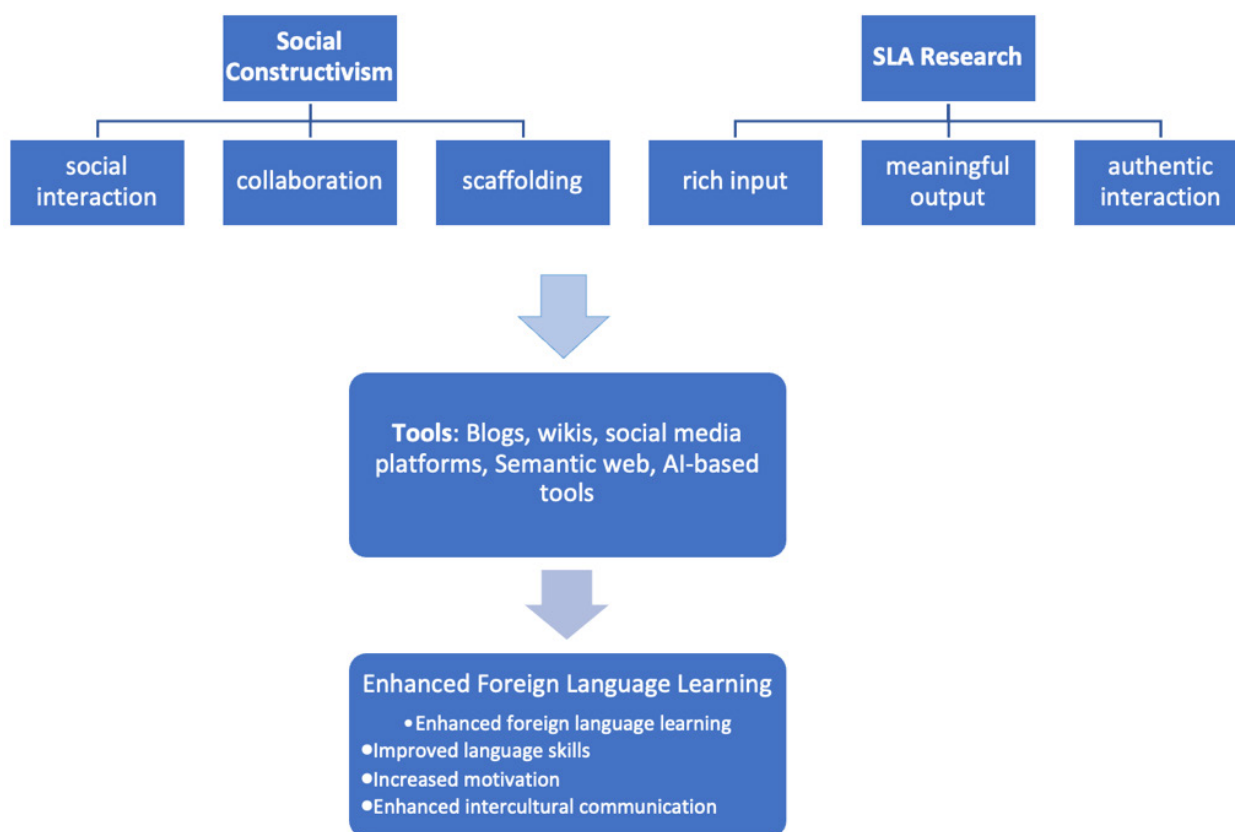 Social
Constructivism
SLA Research
social
interaction
collaboration
scaffolding
rich input
meaningful
output
authentic
interaction
Tools: Blogs, wikis, social media
platforms, Semantic web, AI-based
tools
Enhanced Foreign Language Learning
•Enhanced foreign language learning
•Improved language skills
•Increased motivation
•Enhanced intercultural communication